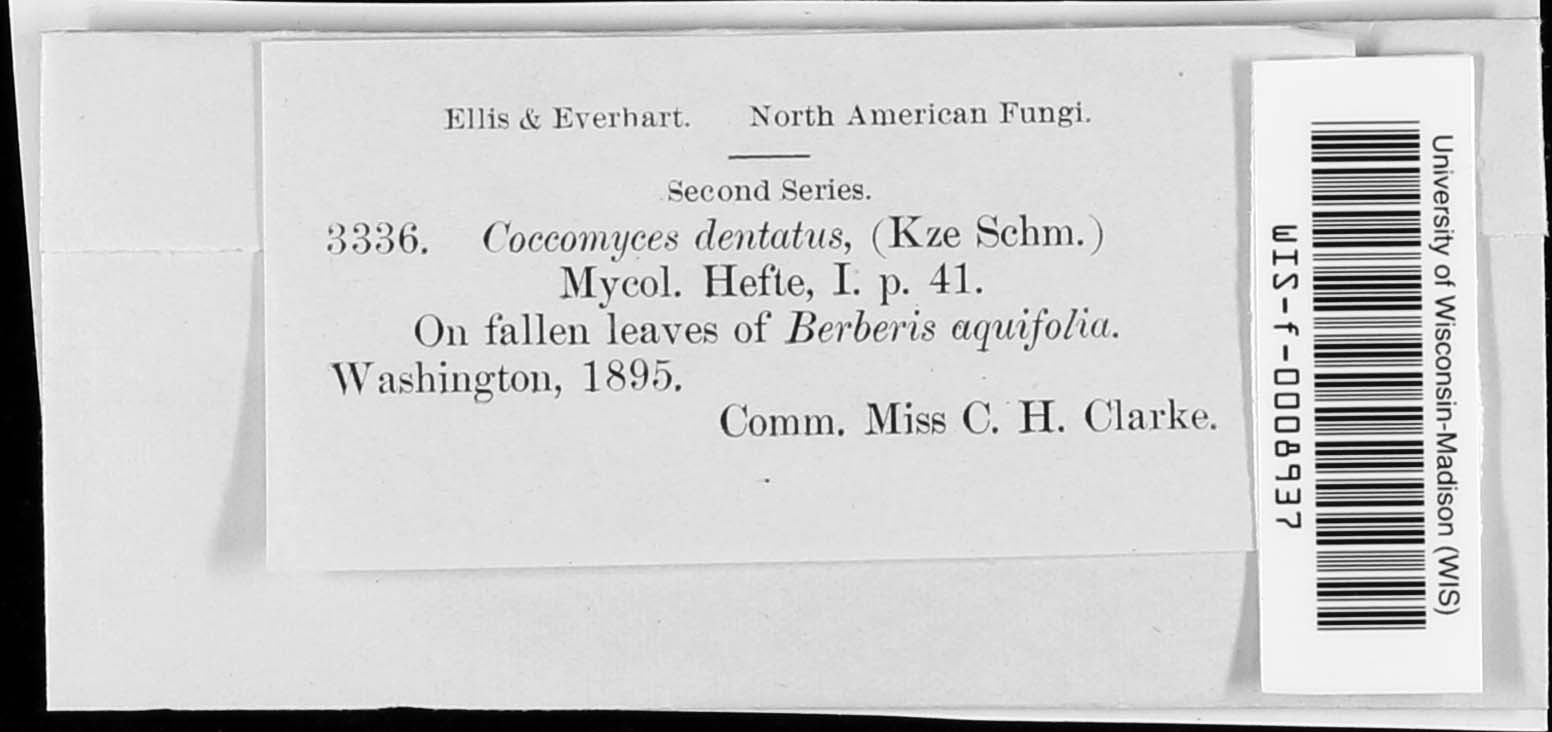 Ellis & Everhart. North American Fungi.
Second Series.
3336. Coccomyces dentatus, (Kze Schm.)
Mycol. Hefte, I. p. 41.
On fallen leaves of Berberis aquifolia.
Washington, 1895.
Comm. Miss C. H. Clarke.
University of Wisconsin-Madison (WIS)
WIS-f-0008937